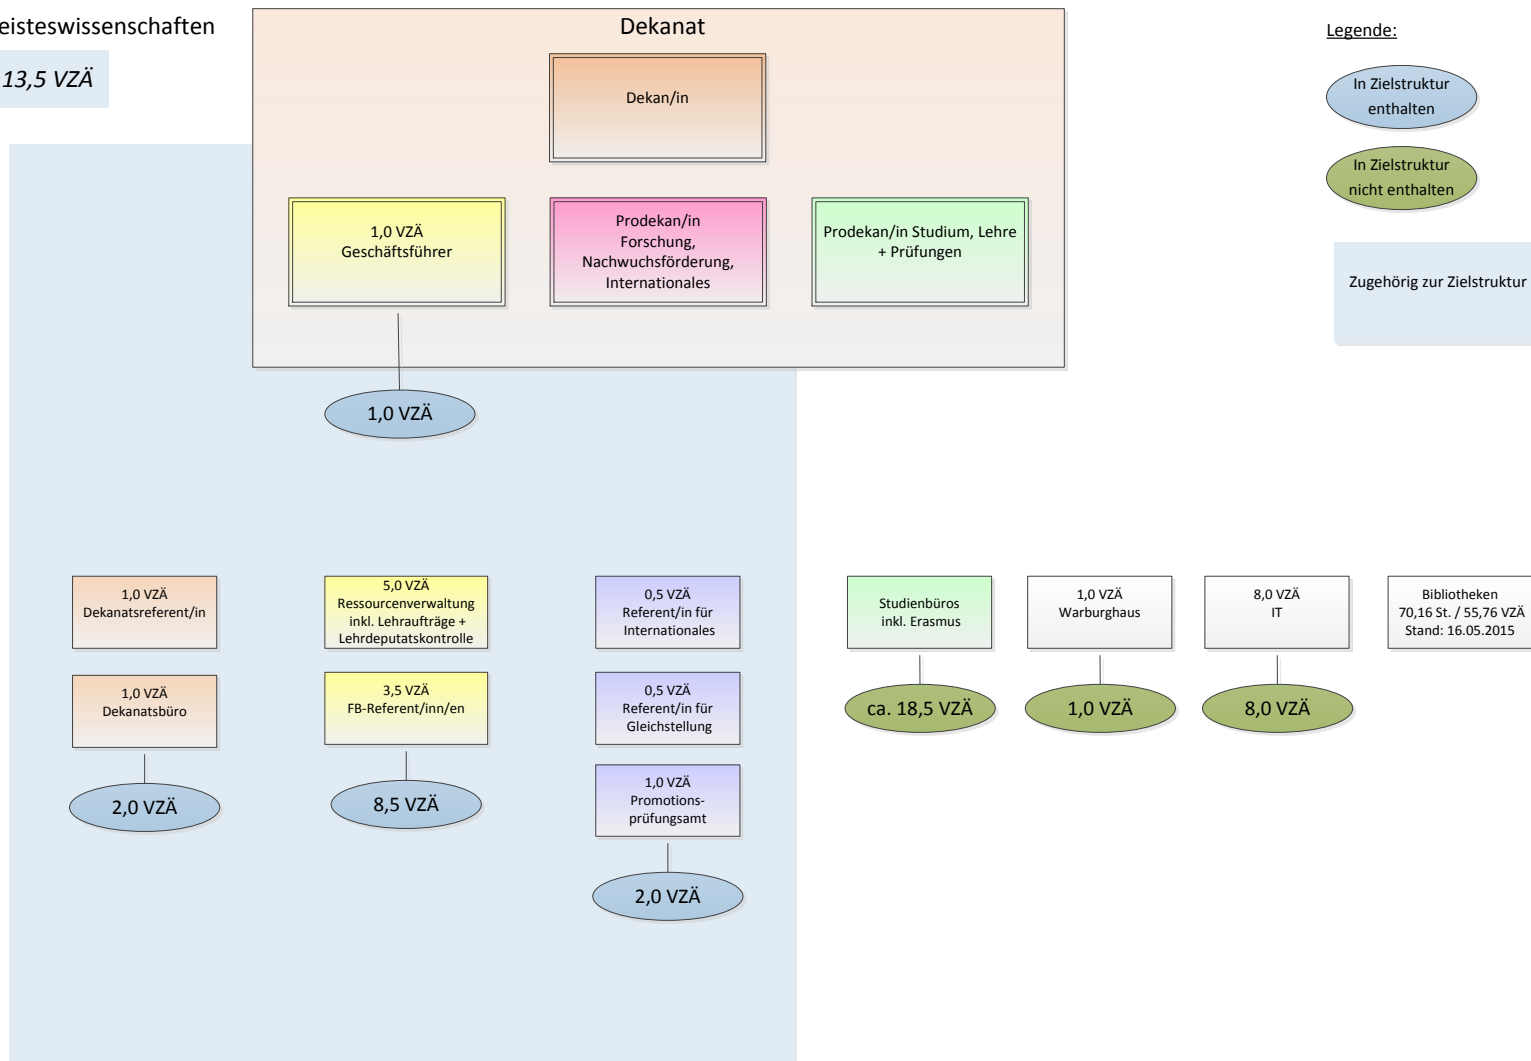 eisteswissenschaften
13,5 VZÄ
Dekanat
Dekan/in
1,0 VZÄ
Geschäftsführer
Prodekan/in
Forschung,
Nachwuchsförderung,
Internationales
Prodekan/in Studium, Lehre
+ Prüfungen
1,0 VZÄ
Legende:
In Zielstruktur
enthalten
In Zielstruktur
nicht enthalten
Zugehörig zur Zielstruktur
1,0 VZÄ
Dekanatsreferent/in
1,0 VZÄ
Dekanatsbüro
2,0 VZÄ
5,0 VZÄ
Ressourcenverwaltung
inkl. Lehraufträge +
Lehrdeputatskontrolle
3,5 VZÄ
FB-Referent/inn/en
8,5 VZÄ
0,5 VZÄ
Referent/in für
Internationales
0,5 VZÄ
Referent/in für
Gleichstellung
1,0 VZÄ
Promotions-
prüfungsamt
2,0 VZÄ
Studienbüros
inkl. Erasmus
ca. 18,5 VZÄ
1,0 VZÄ
Warburghaus
1,0 VZÄ
8,0 VZÄ
IT
8,0 VZÄ
Bibliotheken
70,16 St. / 55,76 VZÄ
Stand: 16.05.2015